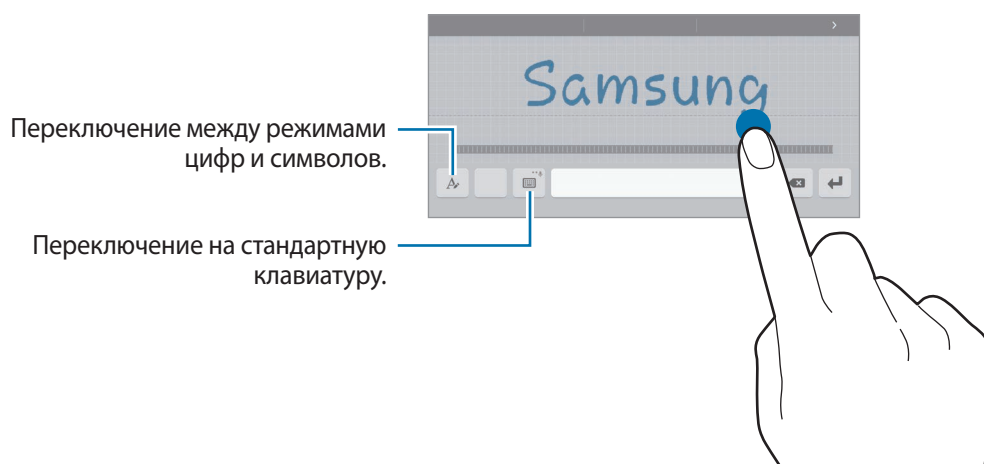 Samsung
Переключение между режимами
цифр и символов.
Переключение на стандартную
клавиатуру.